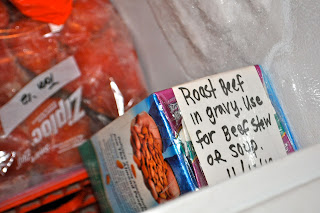 Ziploc
Roast Beef
in gravy. Use
for Beef Stew
OR Soup.